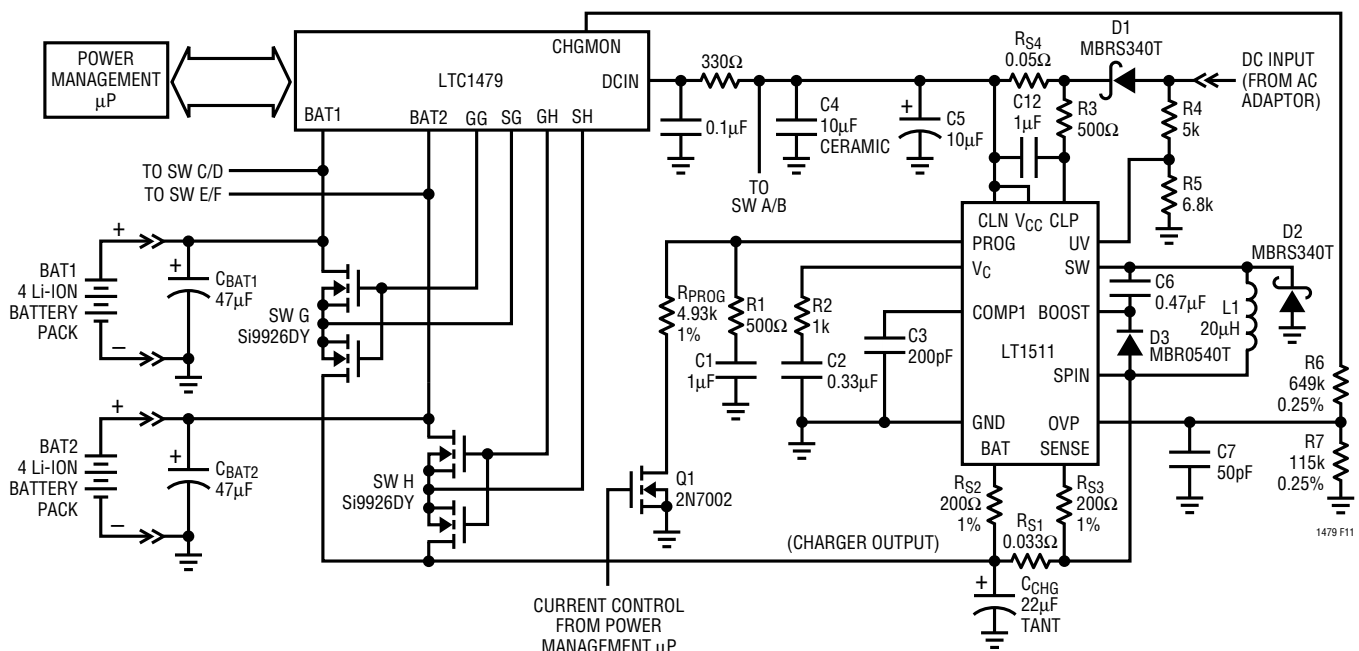 POWER
MANAGEMENT
µP
CHGMON
LTC1479
DCIN
BAT1
BAT2
GG
SG
GH
SH
330Ω
0.1µF
C4
10µF
CERAMIC
+
C5
10µF
RS4
0.05Ω
C12
1µF
R3
500Ω
D1
MBRS340T
DC INPUT
(FROM AC
ADAPTOR)
R4
5k
R5
6.8k
TO SW C/D
TO SW E/F
TO
SW A/B
+
BAT1
4 Li-ION
BATTERY
PACK
–
+
CBAT1
47µF
SW G
Si9926DY
+
BAT2
4 Li-ION
BATTERY
PACK
–
+
CBAT2
47µF
SW H
Si9926DY
RPROG
4.93k
1%
R1
500Ω
C1
1µF
R2
1k
C2
0.33µF
C3
200pF
Q1
2N7002
CLN
VCC
CLP
PROG
UV
VC
SW
COMP1
BOOST
LT1511
SPIN
GND
OVP
BAT
SENSE
C6
0.47µF
D3
MBR0540T
L1
20µH
D2
MBRS340T
R6
649k
0.25%
R7
115k
0.25%
C7
50pF
RS2
200Ω
1%
RS3
200Ω
1%
RS1
0.033Ω
(CHARGER OUTPUT)
+
CCHG
22µF
TANT
CURRENT CONTROL
FROM POWER
MANAGEMENT µP
1479 F11